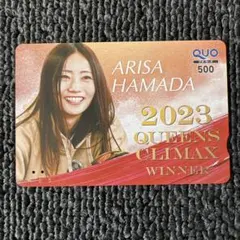 ARISA
HAMADA
QUO
500
2023
QUEENS
CLIMAX
WINNER